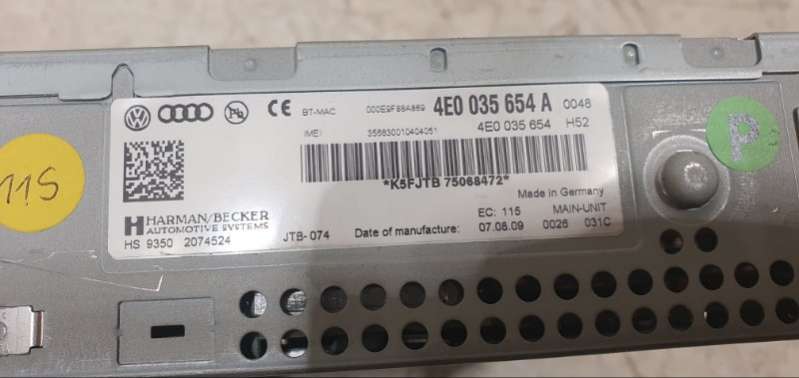 BT-MAC 000E9F88A869 4E0 035 654 A 0048
IMEI 356830010404051 4E0 035 654 H52
*K5FJTB 75068472*
Made in Germany
HARMAN/BECKER
AUTOMOTIVE SYSTEMS
EC: 115 MAIN-UNIT
HS 9350 2074524 JTB-074 Date of manufacture: 07.08.09 0026 031C
115
P
Pb
CE